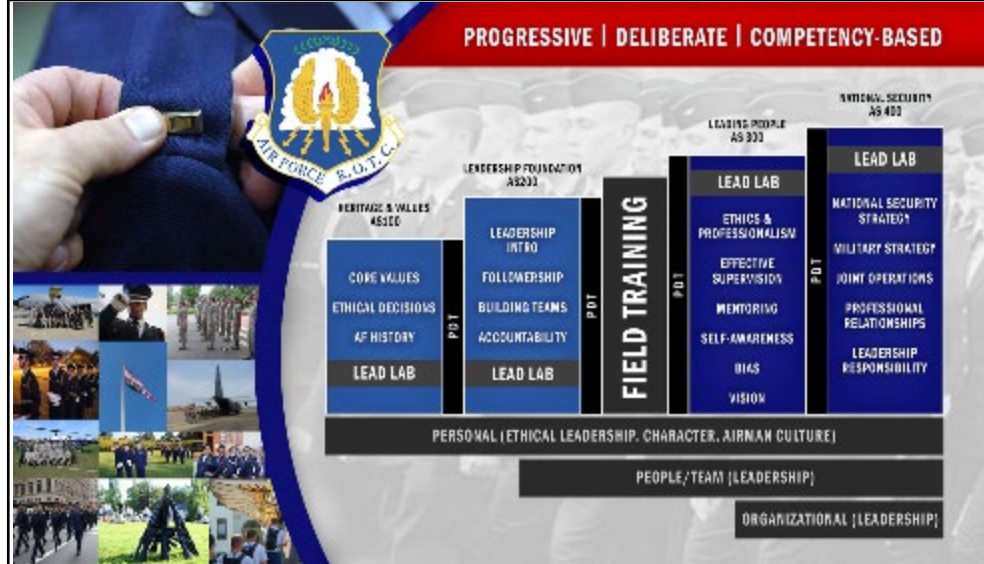 PROGRESSIVE | DELIBERATE | COMPETENCY-BASED
AIR FORCE R.O.T.C.
HERITAGE & VALUES
AS100
CORE VALUES
ETHICAL DECISIONS
AF HISTORY
LEAD LAB
PDT
LEADERSHIP FOUNDATION
AS200
LEADERSHIP
INTRO
FOLLOWERSHIP
BUILDING TEAMS
ACCOUNTABILITY
LEAD LAB
PDT
FIELD TRAINING
PDT
LEADING PEOPLE
AS 300
LEAD LAB
ETHICS &
PROFESSIONALISM
EFFECTIVE
SUPERVISION
MENTORING
SELF-AWARENESS
BIAS
VISION
PDT
NATIONAL SECURITY
AS 400
LEAD LAB
NATIONAL SECURITY
STRATEGY
MILITARY STRATEGY
JOINT OPERATIONS
PROFESSIONAL
RELATIONSHIPS
LEADERSHIP
RESPONSIBILITY
PERSONAL (ETHICAL LEADERSHIP, CHARACTER, AIRMAN CULTURE)
PEOPLE/TEAM (LEADERSHIP)
ORGANIZATIONAL (LEADERSHIP)